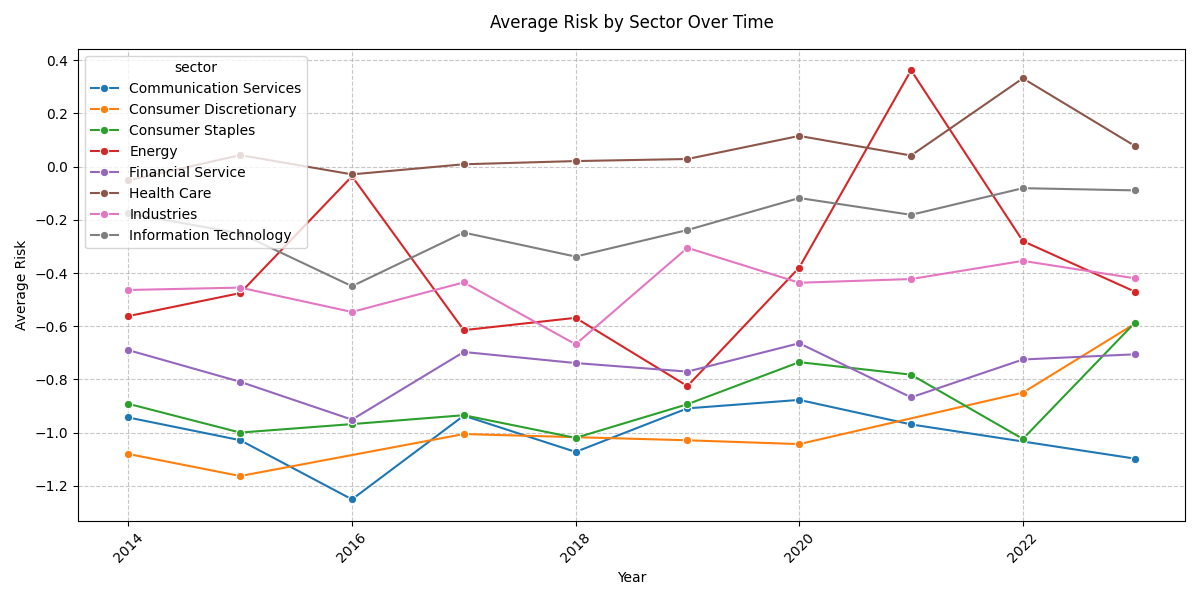 Average Risk by Sector Over Time
0.4
0.2
0.0
−0.2
−0.4
−0.6
−0.8
−1.0
−1.2
Average Risk
sector
Communication Services
Consumer Discretionary
Consumer Staples
Energy
Financial Service
Health Care
Industries
Information Technology
2014
2016
2018
2020
2022
Year